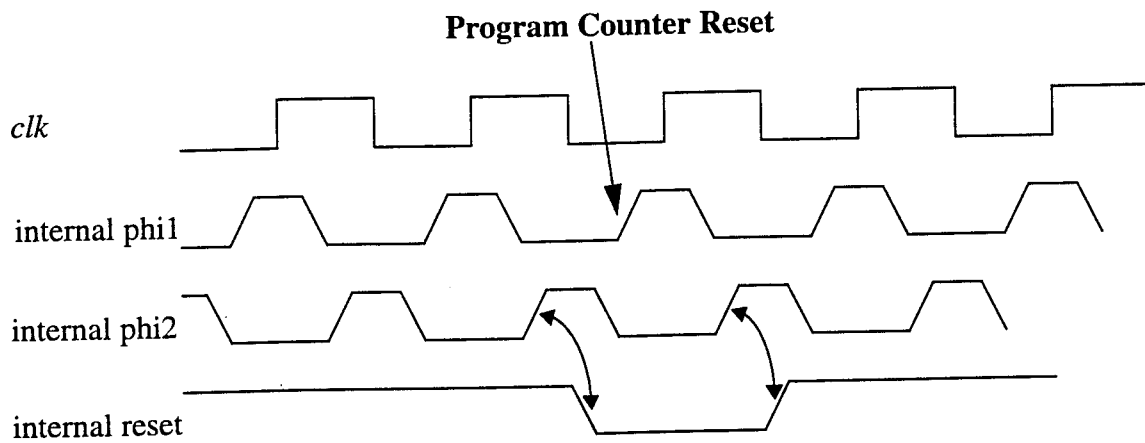 Program Counter Reset
clk
internal phi1
internal phi2
internal reset